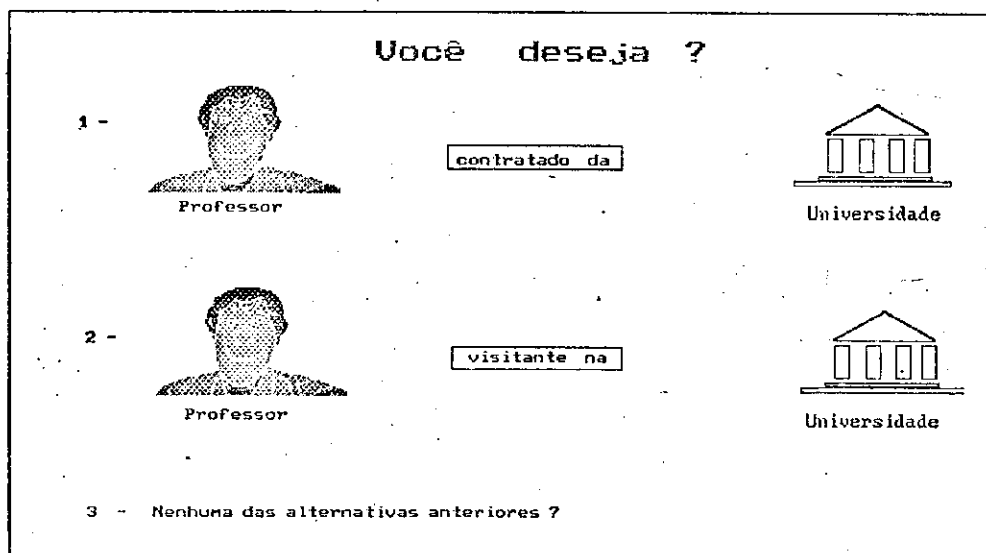 Você deseja ?
1 -
contratado da
Professor
Universidade
2 -
visitante na
Professor
Universidade
3 - Nenhuma das alternativas anteriores ?